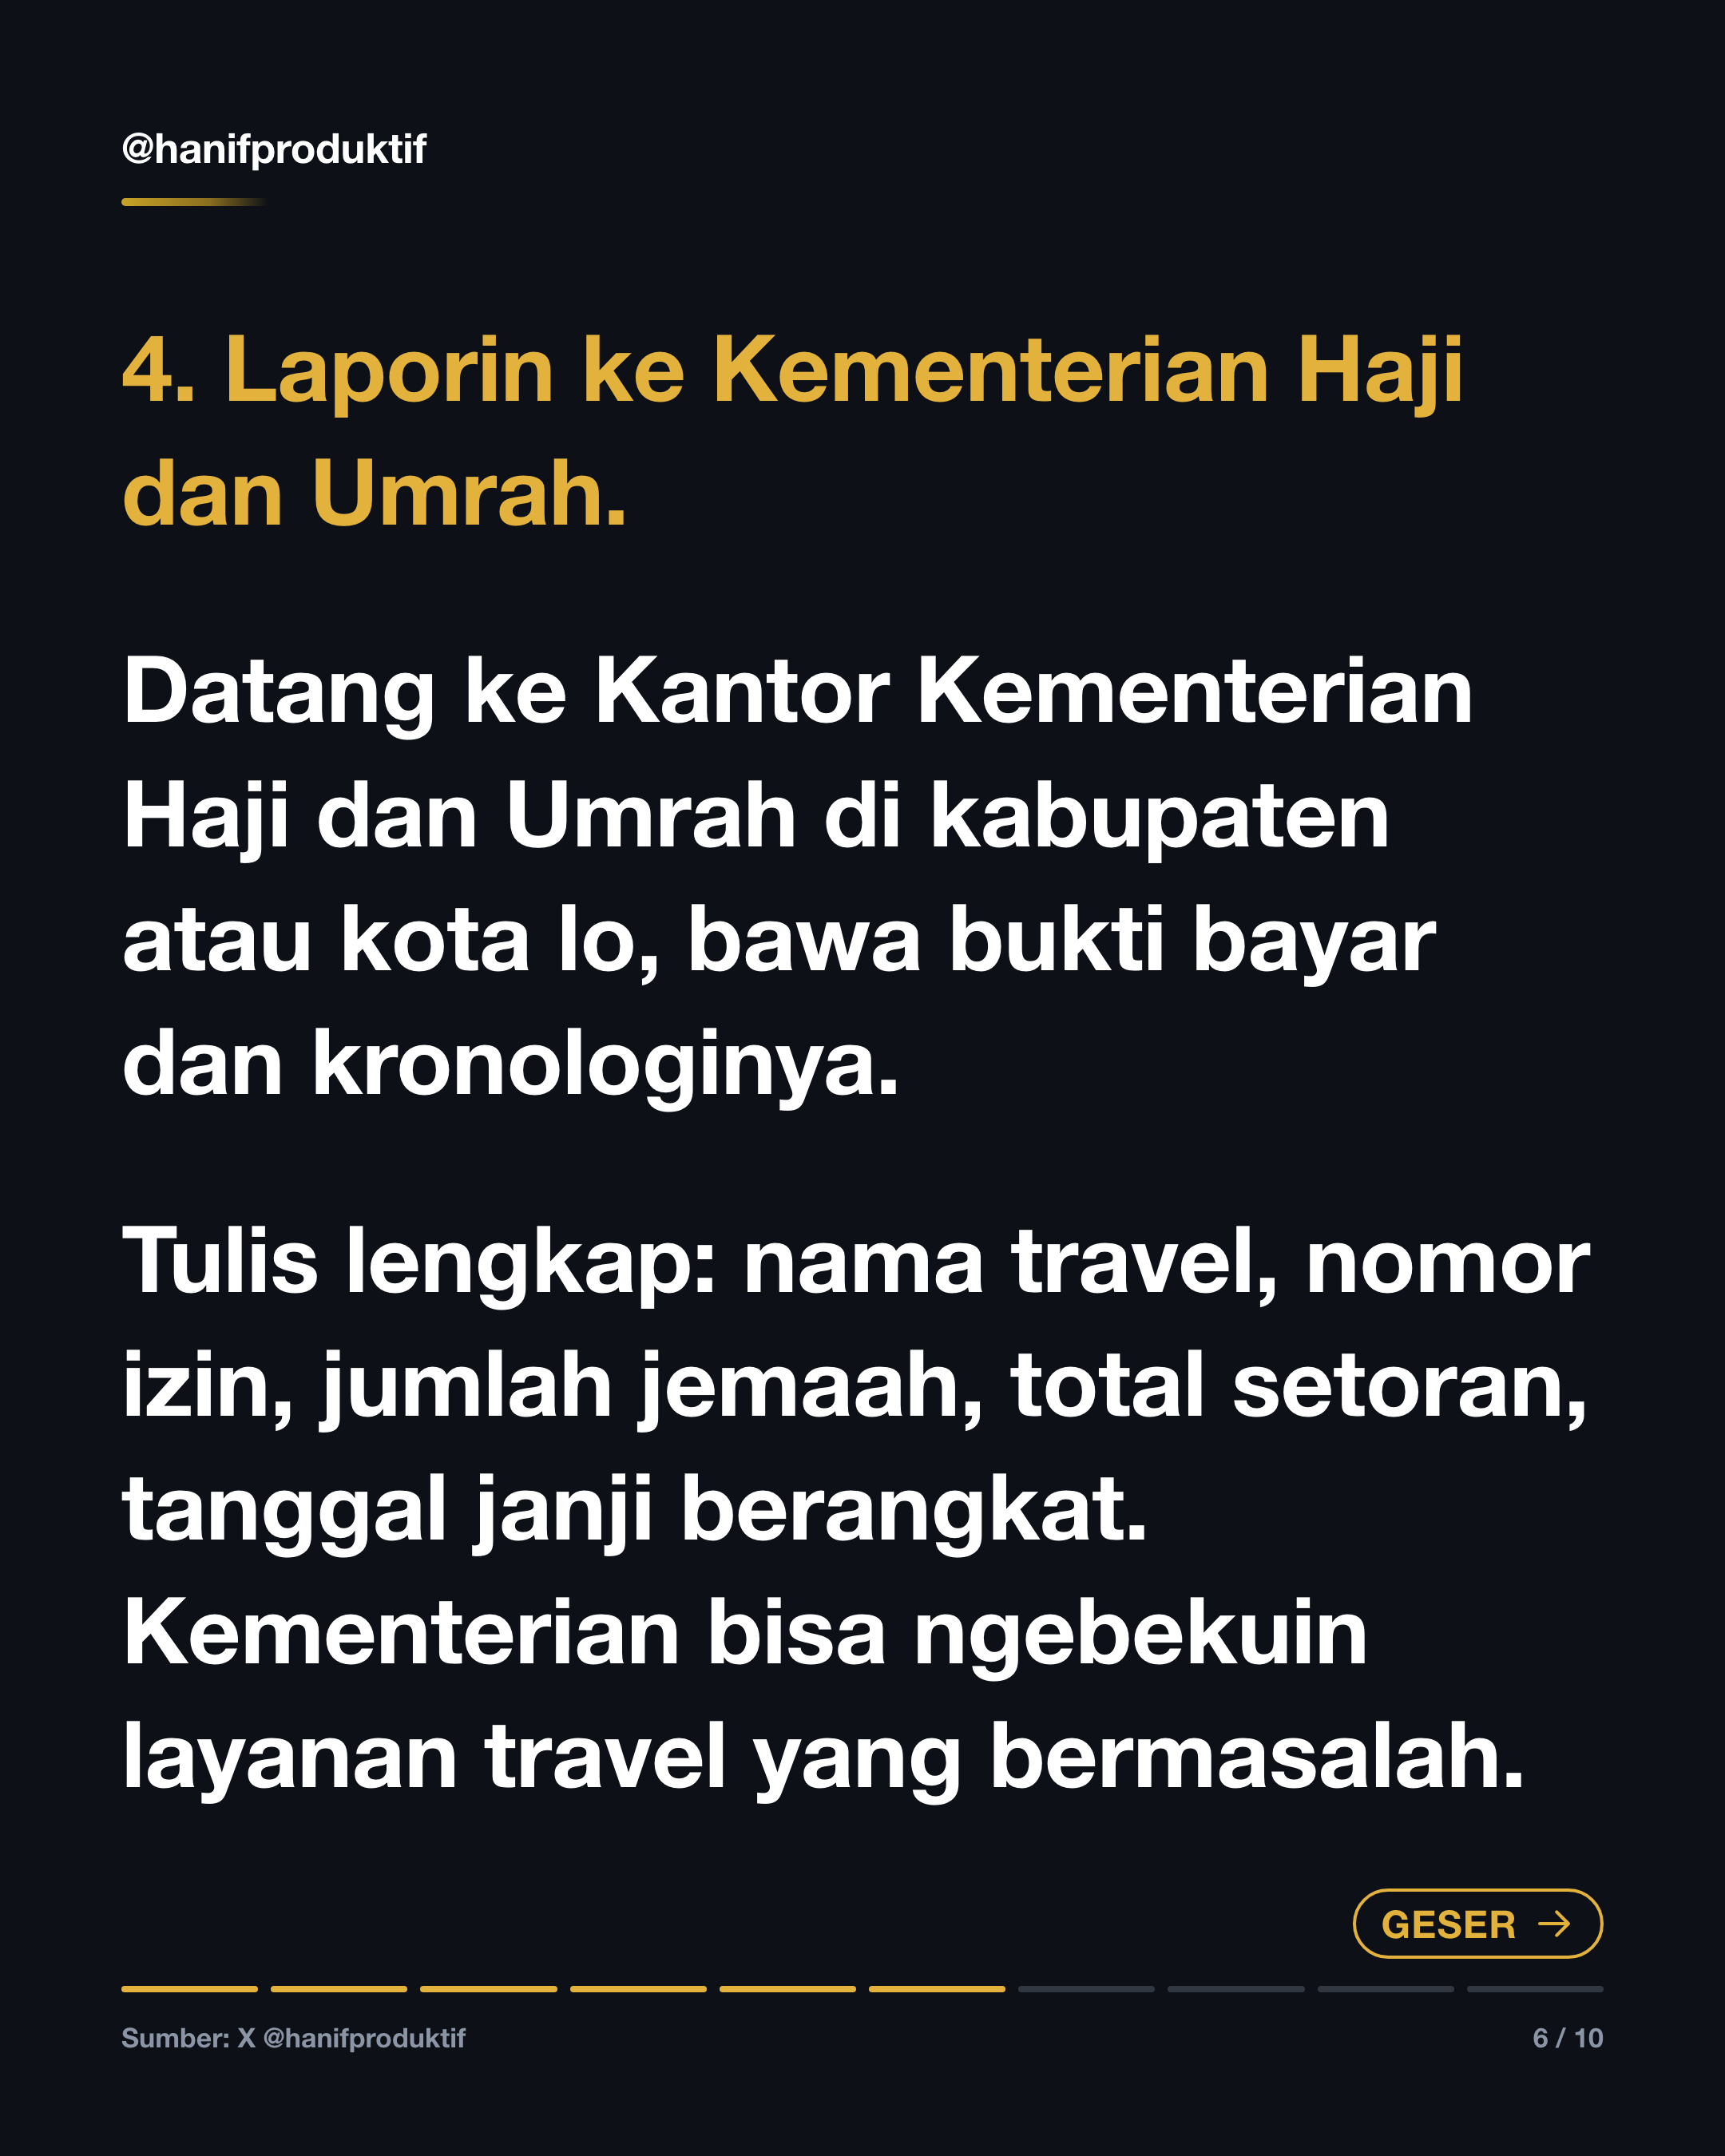 @hanifproduktif
4. Laporin ke Kementerian Haji
dan Umrah.
Datang ke Kantor Kementerian
Haji dan Umrah di kabupaten
atau kota lo, bawa bukti bayar
dan kronologinya.
Tulis lengkap: nama travel, nomor
izin, jumlah jemaah, total setoran,
tanggal janji berangkat.
Kementerian bisa ngebekuin
layanan travel yang bermasalah.
GESER →
Sumber: X @hanifproduktif
6 / 10